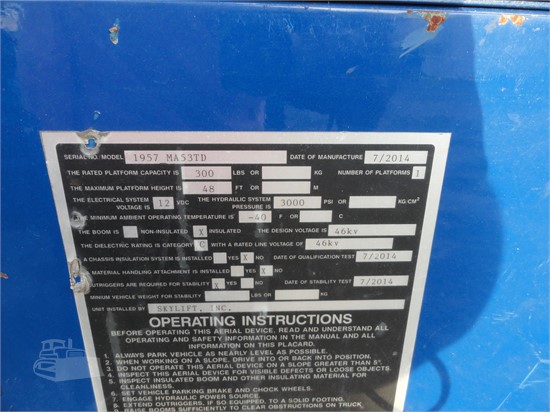 SERIAL NO./MODEL 1957 MA53TD DATE OF MANUFACTURE 7/2014
THE RATED PLATFORM CAPACITY IS 300 LBS OR KG NUMBER OF PLATFORMS 1
THE MAXIMUM PLATFORM HEIGHT IS 48 FT OR M
THE ELECTRICAL SYSTEM VOLTAGE IS 12 VDC THE HYDRAULIC SYSTEM PRESSURE IS 3000 PSI OR KG/CM²
THE MINIMUM AMBIENT OPERATING TEMPERATURE IS -40 F OR C
THE BOOM IS NON-INSULATED X INSULATED THE DESIGN VOLTAGE IS 46kv
THE DIELECTRIC RATING IS CATEGORY C WITH A RATED LINE VOLTAGE OF 46kv
A CHASSIS INSULATION SYSTEM IS INSTALLED YES X NO DATE OF QUALIFICATION TEST 7/2014
MATERIAL HANDLING ATTACHMENT IS INSTALLED YES X NO
OUTRIGGERS ARE REQUIRED FOR STABILITY X YES NO DATE OF STABILITY TEST 7/2014
MINIMUM VEHICLE WEIGHT FOR STABILITY LBS OR KG
UNIT INSTALLED BY SKYLIFT, INC.
OPERATING INSTRUCTIONS
BEFORE OPERATING THIS AERIAL DEVICE, READ AND UNDERSTAND ALL
OPERATING AND SAFETY INFORMATION IN THE MANUAL AND ALL
INFORMATION ON THIS PLACARD.
1. ALWAYS PARK VEHICLE AS NEARLY LEVEL AS POSSIBLE.
2. WHEN WORKING ON A SLOPE, DRIVE INTO OR BACK INTO POSITION.
3. DO NOT OPERATE THIS AERIAL DEVICE ON SLOPES GREATER THAN 5°.
4. INSPECT THIS AERIAL DEVICE FOR VISIBLE DEFECTS OR LOOSE OBJECTS.
5. INSPECT INSULATED BOOM AND OTHER INSULATING MATERIAL FOR
CLEANLINESS.
6. SET VEHICLE PARKING BRAKE AND CHOCK WHEELS.
7. ENGAGE HYDRAULIC POWER SOURCE.
8. EXTEND OUTRIGGERS, IF SO EQUIPPED, TO A SOLID FOOTING.
9. RAISE BOOMS SUFFICIENTLY TO CLEAR OBSTRUCTIONS ON TRUCK